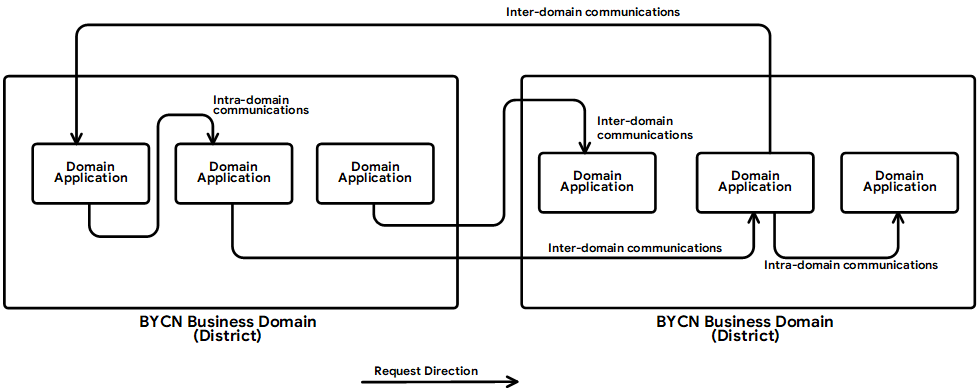 Inter-domain communications
Intra-domain
communications
Inter-domain
communications
Domain
Application
Domain
Application
Domain
Application
Domain
Application
Domain
Application
Domain
Application
Inter-domain communications
Intra-domain communications
BYCN Business Domain
(District)
BYCN Business Domain
(District)
Request Direction